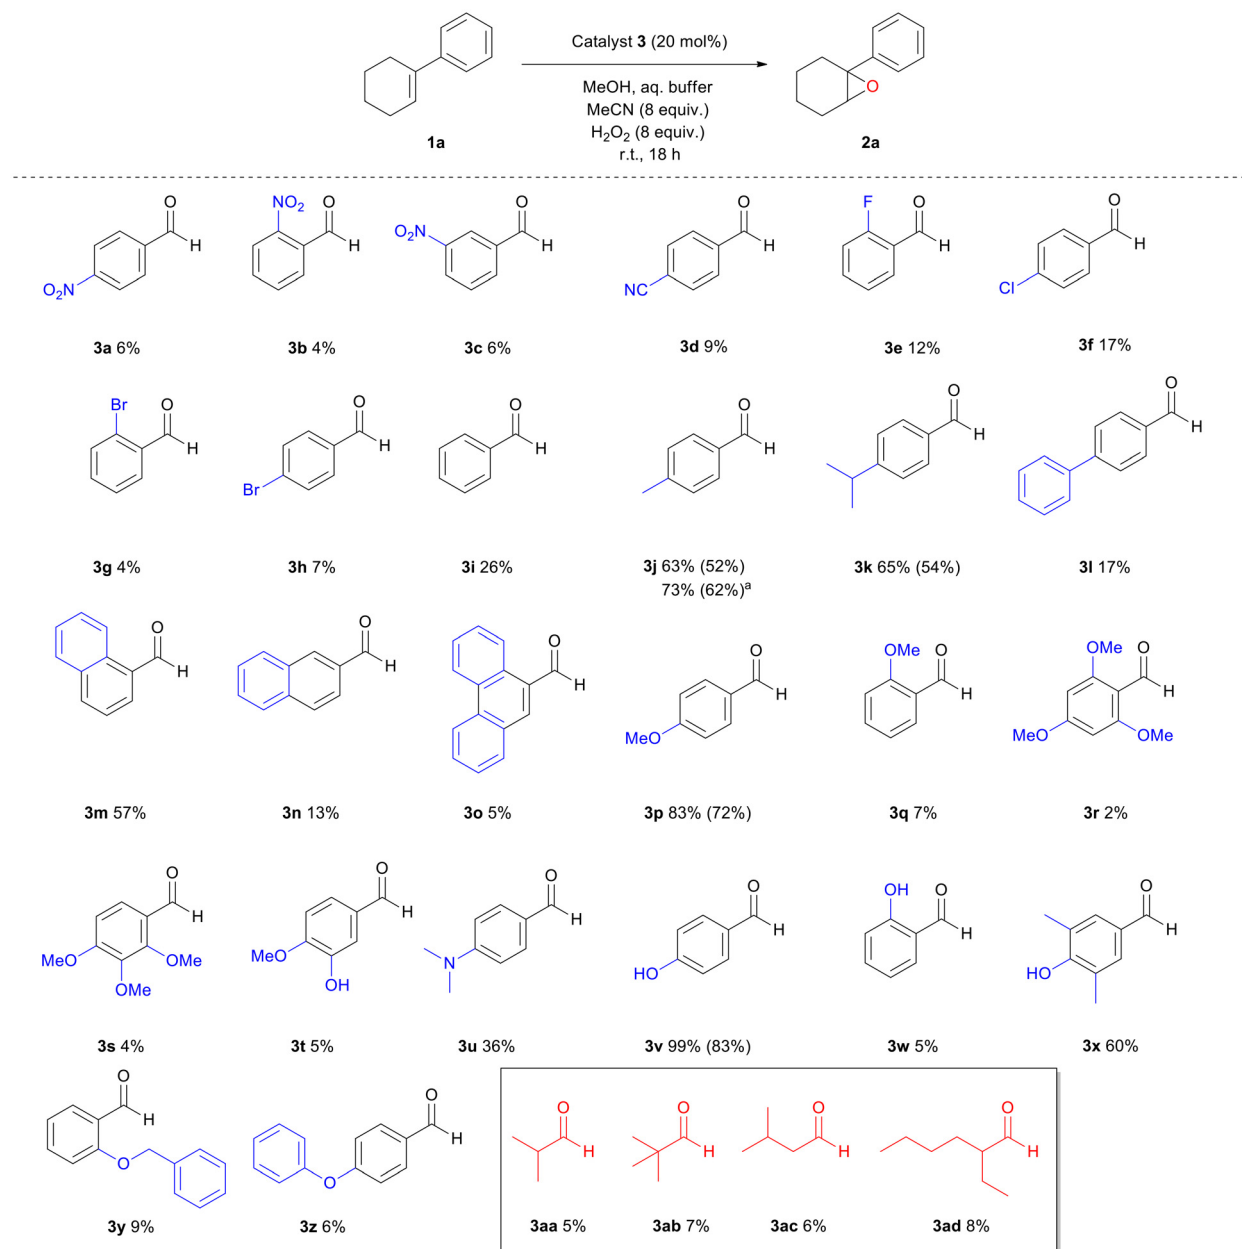 Catalyst 3 (20 mol%)
MeOH, aq. buffer
MeCN (8 equiv.)
H₂O₂ (8 equiv.)
r.t., 18 h
1a
O
2a
O₂N
O
H
NO₂
O
H
O₂N
O
H
NC
O
H
F
O
H
Cl
O
H
3a 6%
3b 4%
3c 6%
3d 9%
3e 12%
3f 17%
Br
O
H
Br
O
H
O
H
O
H
O
H
O
H
3g 4%
3h 7%
3i 26%
3j 63% (52%)
73% (62%)ᵃ
3k 65% (54%)
3l 17%
O
H
O
H
O
H
MeO
O
H
OMe
O
H
OMe
O
H
MeO
OMe
3m 57%
3n 13%
3o 5%
3p 83% (72%)
3q 7%
3r 2%
O
H
MeO
OMe
OMe
O
H
MeO
OH
O
H
N
O
H
HO
OH
O
H
O
H
HO
3s 4%
3t 5%
3u 36%
3v 99% (83%)
3w 5%
3x 60%
O
H
O
O
H
O
O
H
O
H
O
H
O
H
3y 9%
3z 6%
3aa 5%
3ab 7%
3ac 6%
3ad 8%